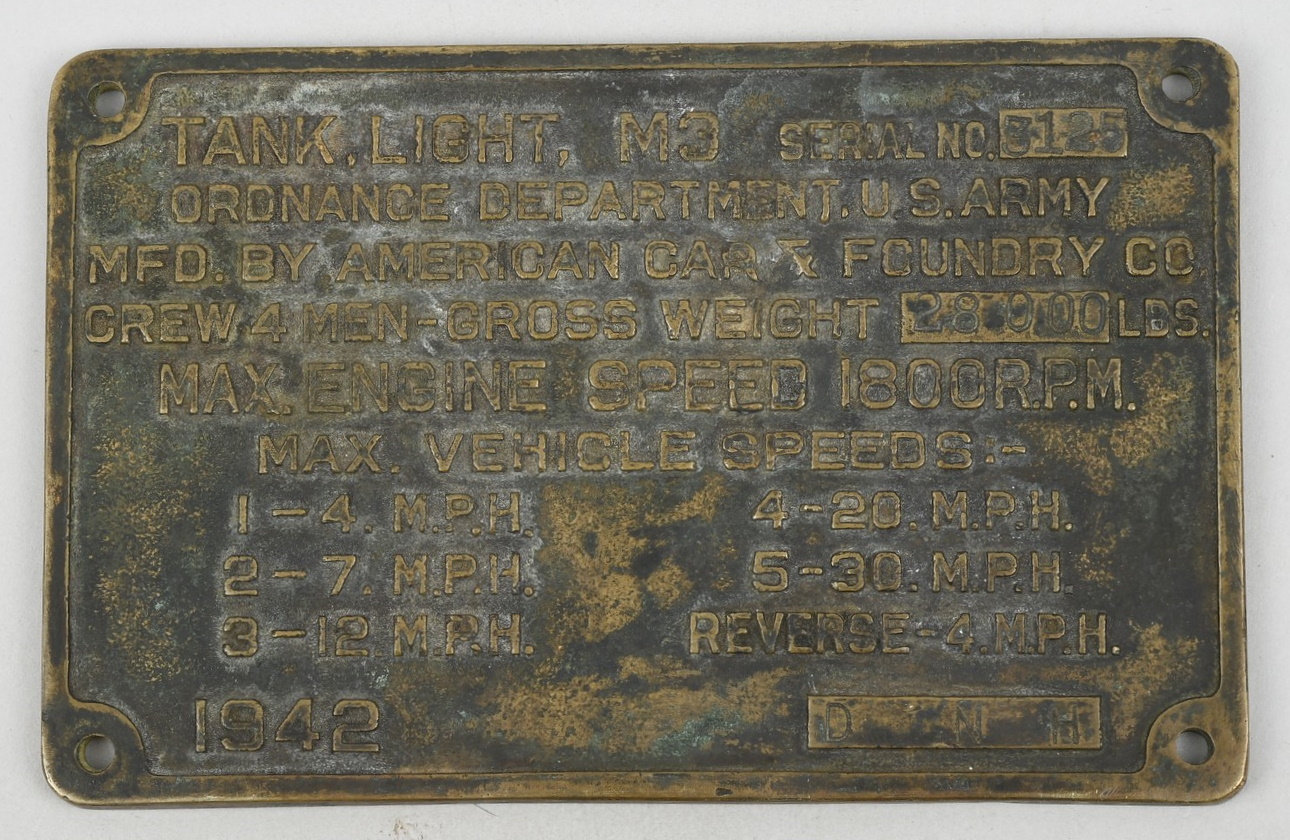 TANK, LIGHT, M3 SERIAL NO. 3125
ORDNANCE DEPARTMENT. U.S. ARMY
MFD. BY AMERICAN CAR & FOUNDRY CO.
CREW 4 MEN-GROSS WEIGHT 28000 LBS.
MAX. ENGINE SPEED 1800 R.P.M.
MAX. VEHICLE SPEEDS:-
1-4. M.P.H. 4-20. M.P.H.
2-7. M.P.H. 5-30. M.P.H.
3-12. M.P.H. REVERSE-4. M.P.H.
1942 D N H